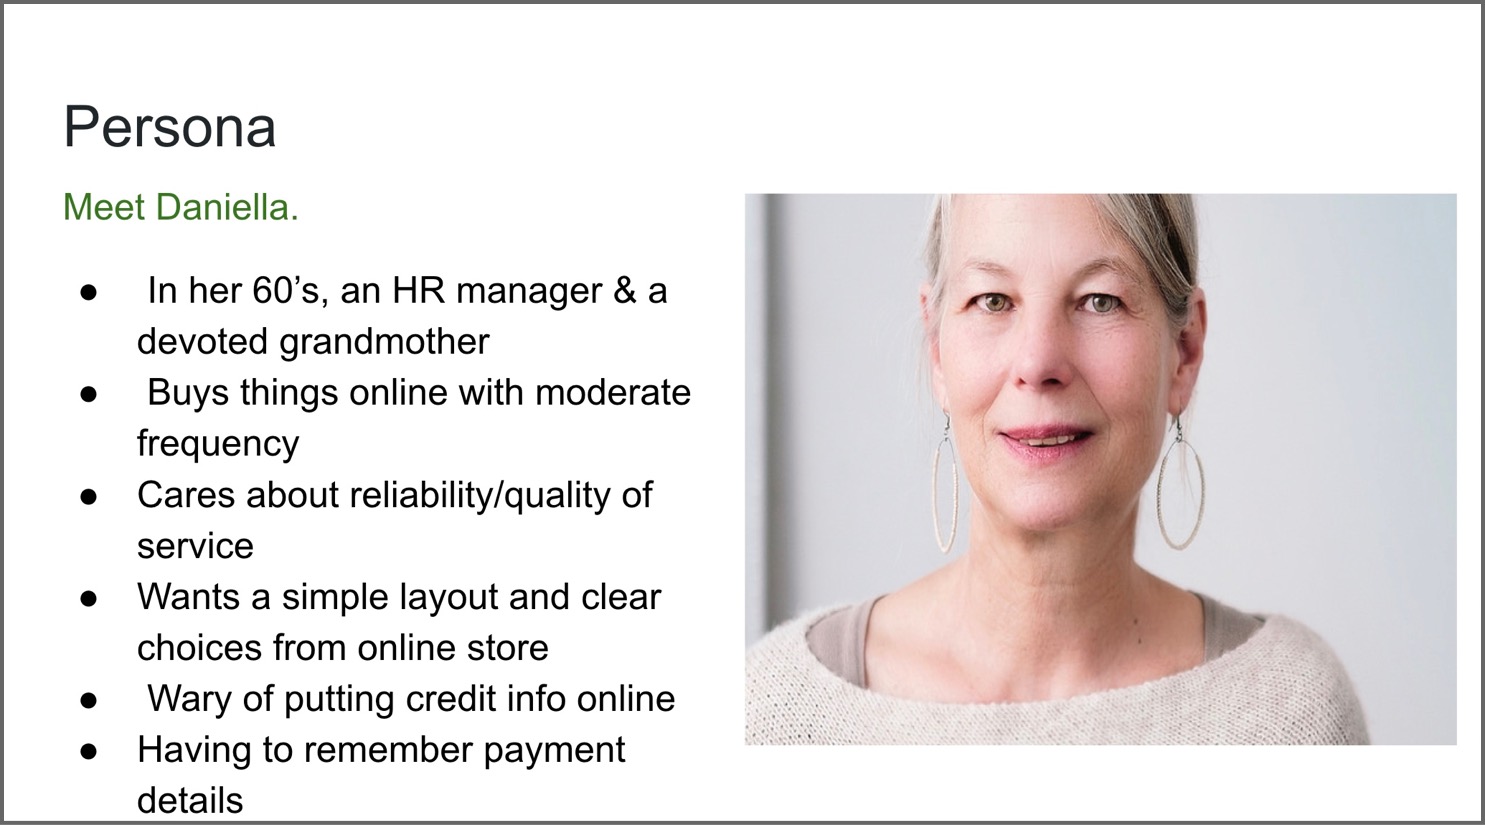 Persona
Meet Daniella.
● In her 60’s, an HR manager & a
devoted grandmother
● Buys things online with moderate
frequency
● Cares about reliability/quality of
service
● Wants a simple layout and clear
choices from online store
● Wary of putting credit info online
● Having to remember payment
details